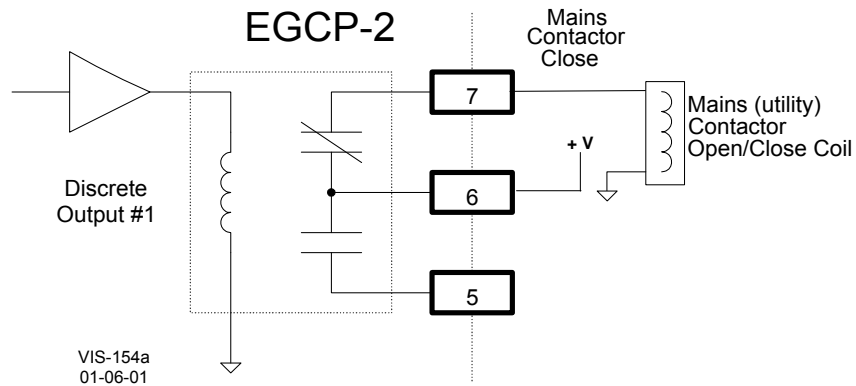 EGCP-2
Mains
Contactor
Close
7
Mains (utility)
Contactor
Open/Close Coil
+ V
Discrete
Output #1
6
5
VIS-154a
01-06-01